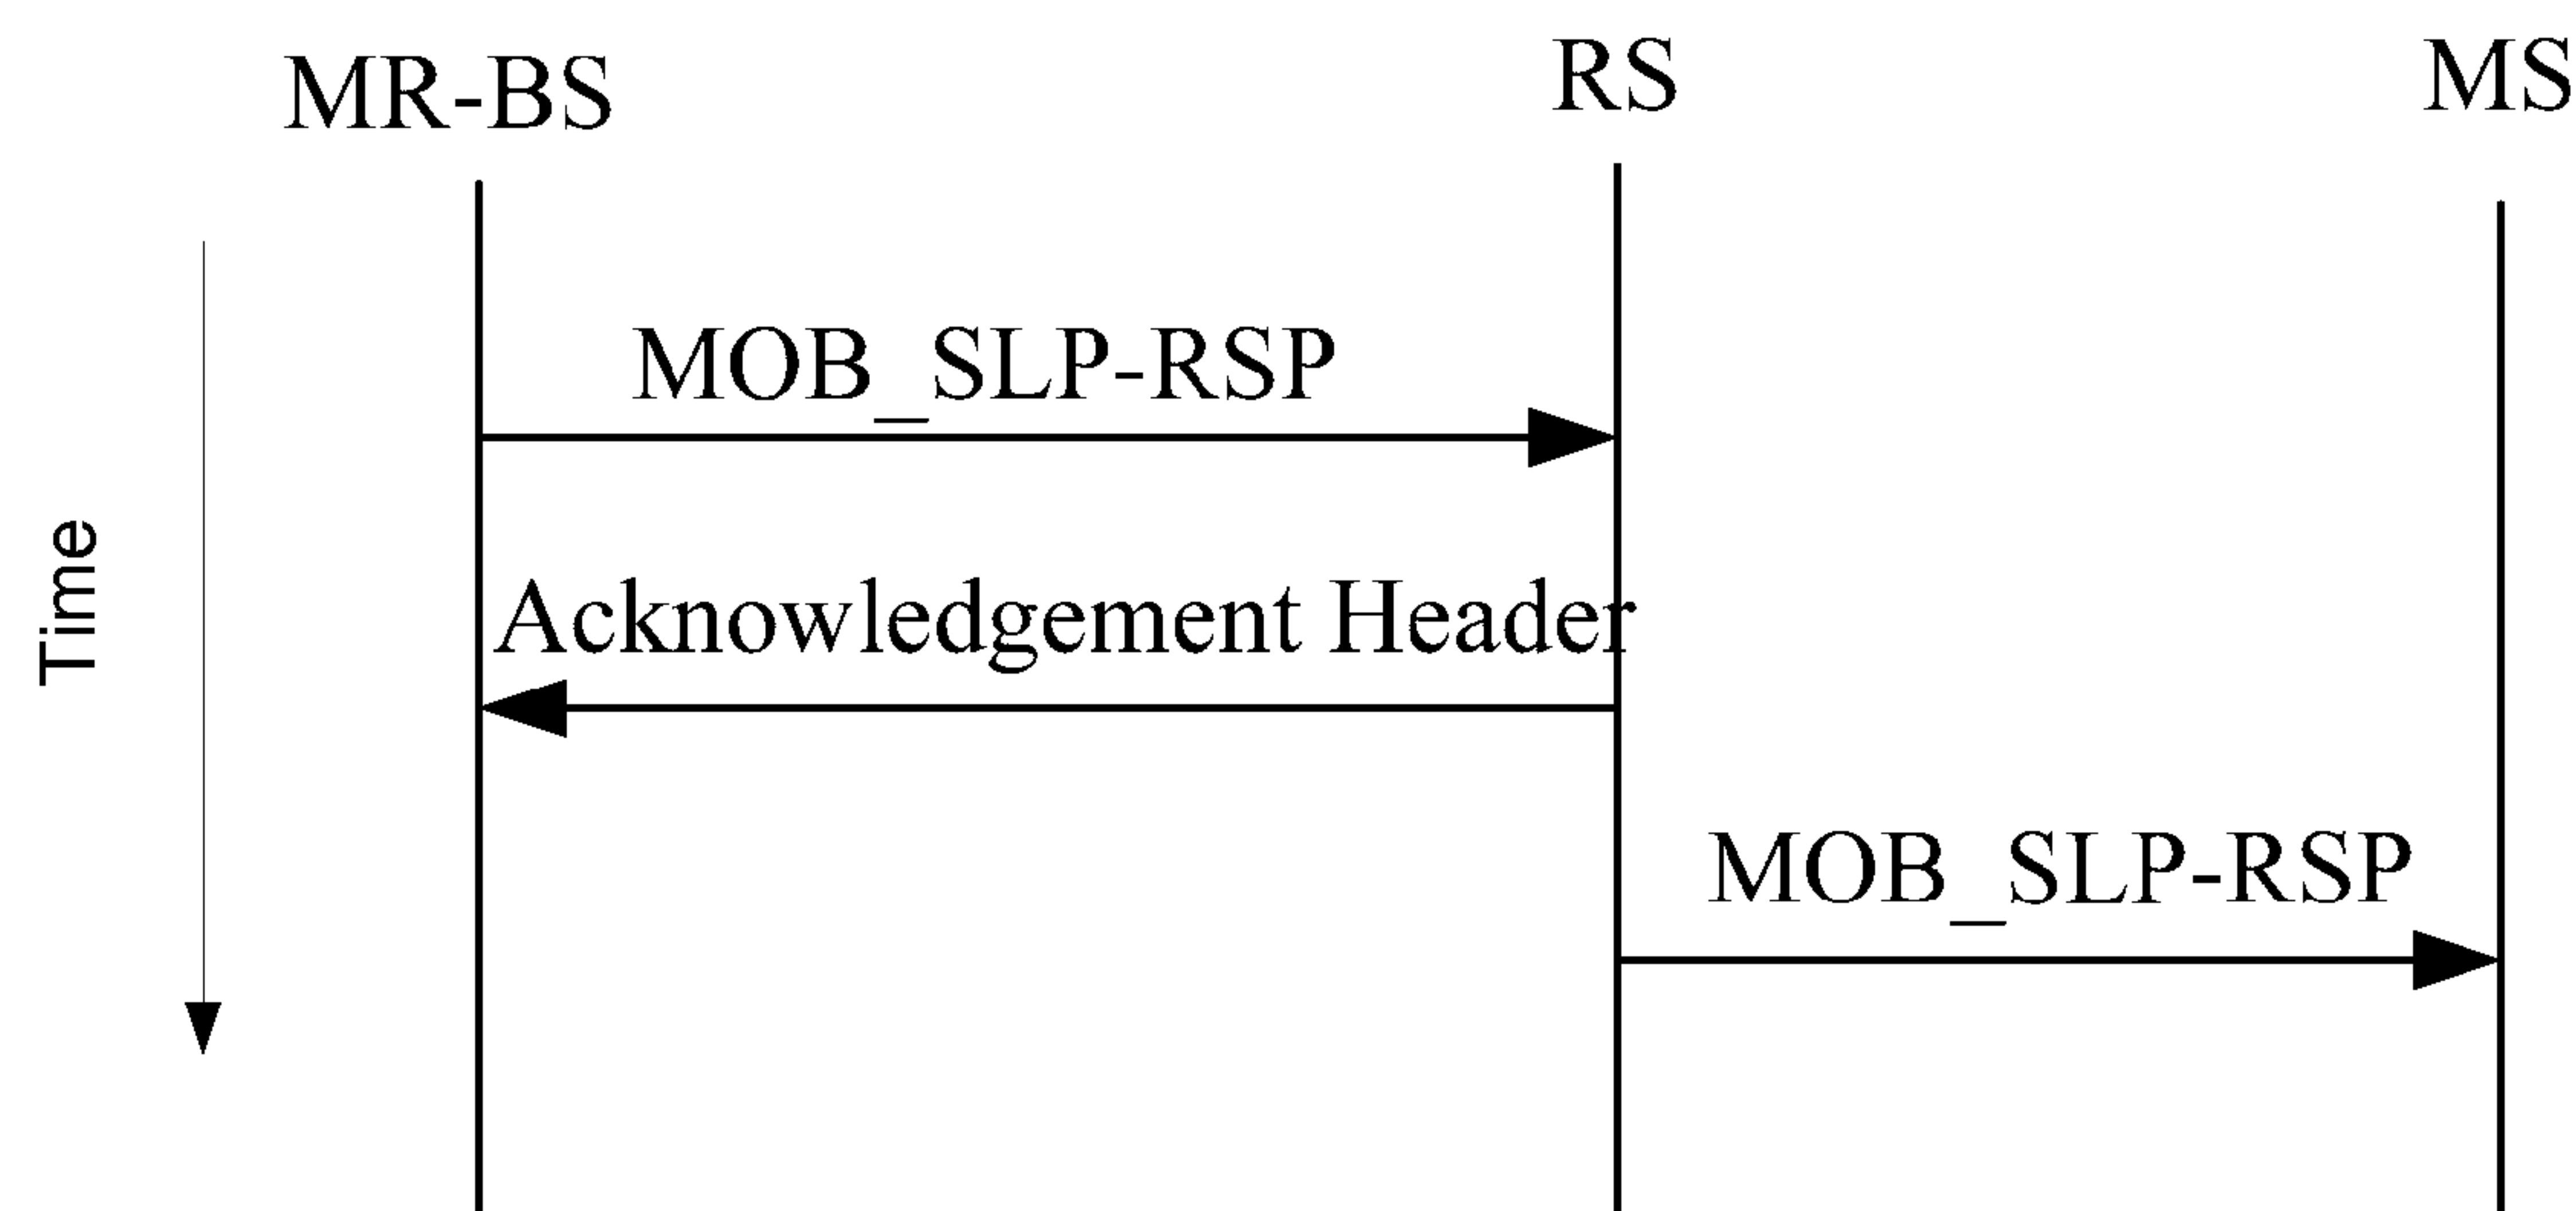 MR-BS
RS
MS
MOB_SLP-RSP
Acknowledgement Header
Time
MOB_SLP-RSP